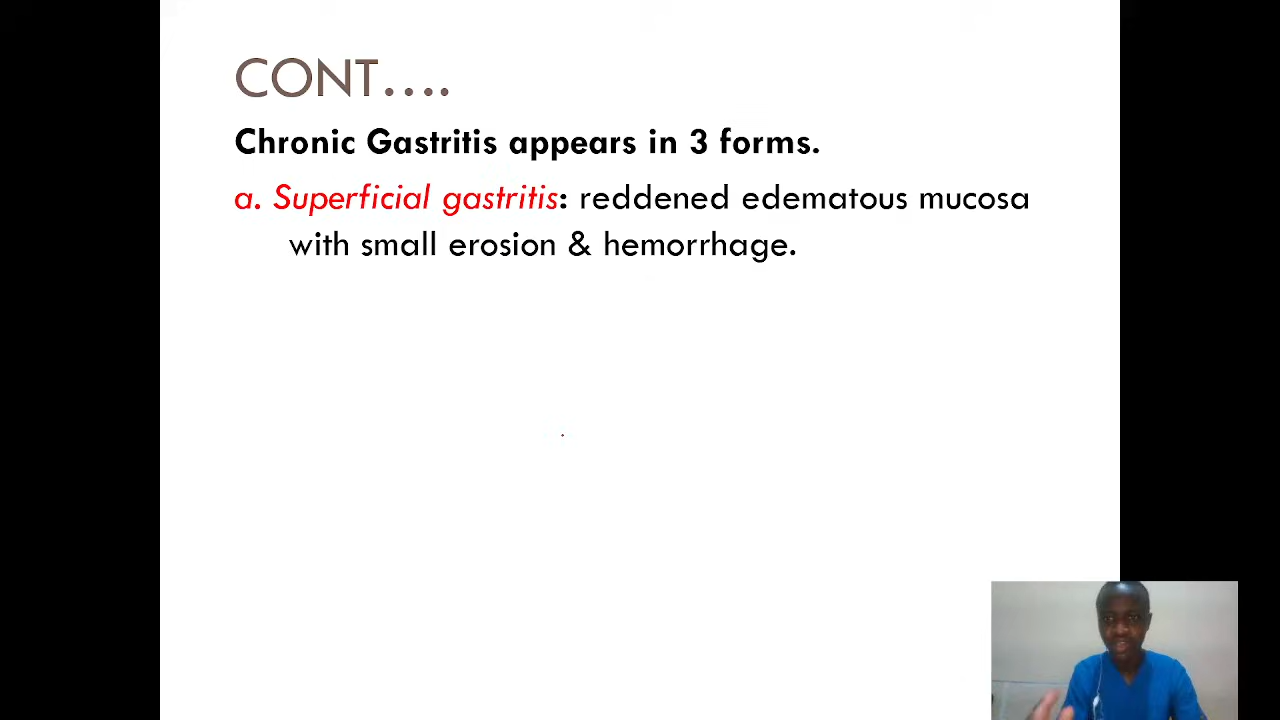 CONT….
Chronic Gastritis appears in 3 forms.
a. Superficial gastritis: reddened edematous mucosa
with small erosion & hemorrhage.